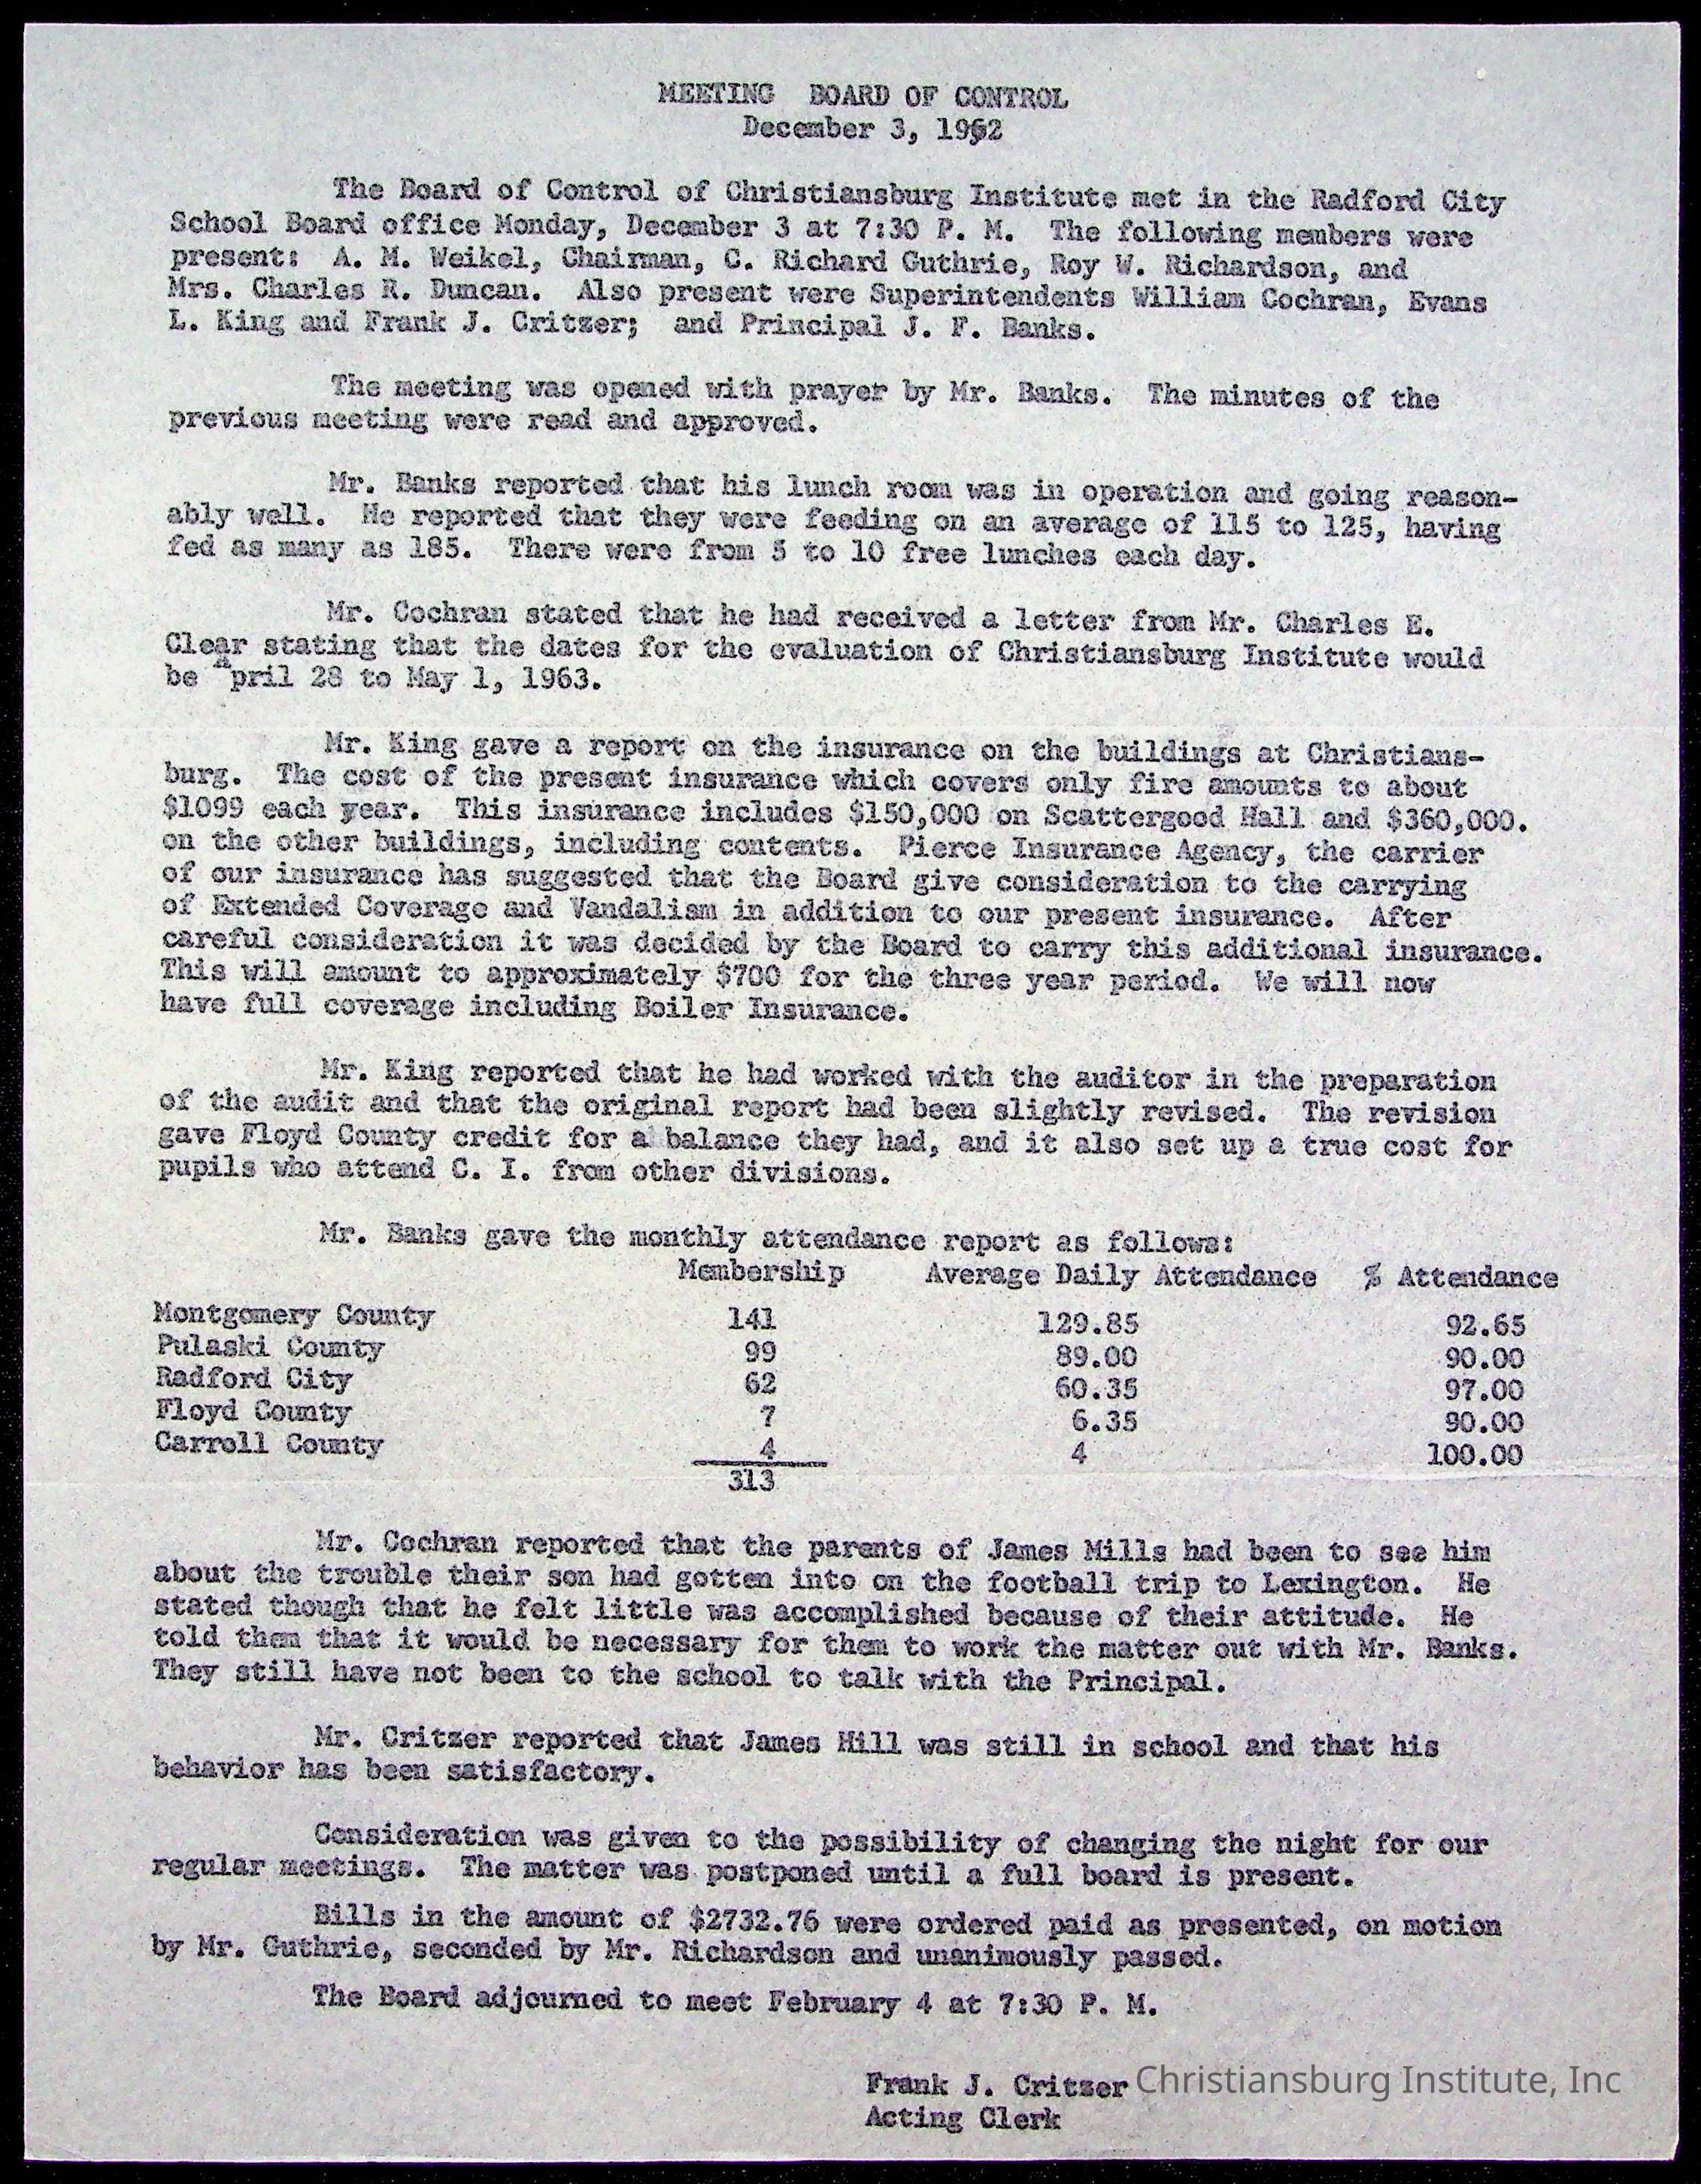 MEETING BOARD OF CONTROL
December 3, 1962
The Board of Control of Christiansburg Institute met in the Radford City
School Board office Monday, December 3 at 7:30 P. M. The following members were
present: A. M. Weikel, Chairman, C. Richard Guthrie, Roy W. Richardson, and
Mrs. Charles R. Duncan. Also present were Superintendents William Cochran, Evans
L. King and Frank J. Critzer; and Principal J. F. Banks.
The meeting was opened with prayer by Mr. Banks. The minutes of the
previous meeting were read and approved.
Mr. Banks reported that his lunch room was in operation and going reason-
ably well. He reported that they were feeding on an average of 115 to 125, having
fed as many as 185. There were from 5 to 10 free lunches each day.
Mr. Cochran stated that he had received a letter from Mr. Charles E.
Clear stating that the dates for the evaluation of Christiansburg Institute would
be April 28 to May 1, 1963.
Mr. King gave a report on the insurance on the buildings at Christians-
burg. The cost of the present insurance which covers only fire amounts to about
$1099 each year. This insurance includes $150,000 on Scattergood Hall and $360,000.
on the other buildings, including contents. Pierce Insurance Agency, the carrier
of our insurance has suggested that the Board give consideration to the carrying
of Extended Coverage and Vandalism in addition to our present insurance. After
careful consideration it was decided by the Board to carry this additional insurance.
This will amount to approximately $700 for the three year period. We will now
have full coverage including Boiler Insurance.
Mr. King reported that he had worked with the auditor in the preparation
of the audit and that the original report had been slightly revised. The revision
gave Floyd County credit for a balance they had, and it also set up a true cost for
pupils who attend C. I. from other divisions.
Mr. Banks gave the monthly attendance report as follows:
Membership Average Daily Attendance % Attendance
Montgomery County 141 129.85 92.65
Pulaski County 99 89.00 90.00
Radford City 62 60.35 97.00
Floyd County 7 6.35 90.00
Carroll County 4 4 100.00
313
Mr. Cochran reported that the parents of James Mills had been to see him
about the trouble their son had gotten into on the football trip to Lexington. He
stated though that he felt little was accomplished because of their attitude. He
told them that it would be necessary for them to work the matter out with Mr. Banks.
They still have not been to the school to talk with the Principal.
Mr. Critzer reported that James Hill was still in school and that his
behavior has been satisfactory.
Consideration was given to the possibility of changing the night for our
regular meetings. The matter was postponed until a full board is present.
Bills in the amount of $2732.76 were ordered paid as presented, on motion
by Mr. Guthrie, seconded by Mr. Richardson and unanimously passed.
The Board adjourned to meet February 4 at 7:30 P. M.
Frank J. Critzer
Acting Clerk
Christiansburg Institute, Inc